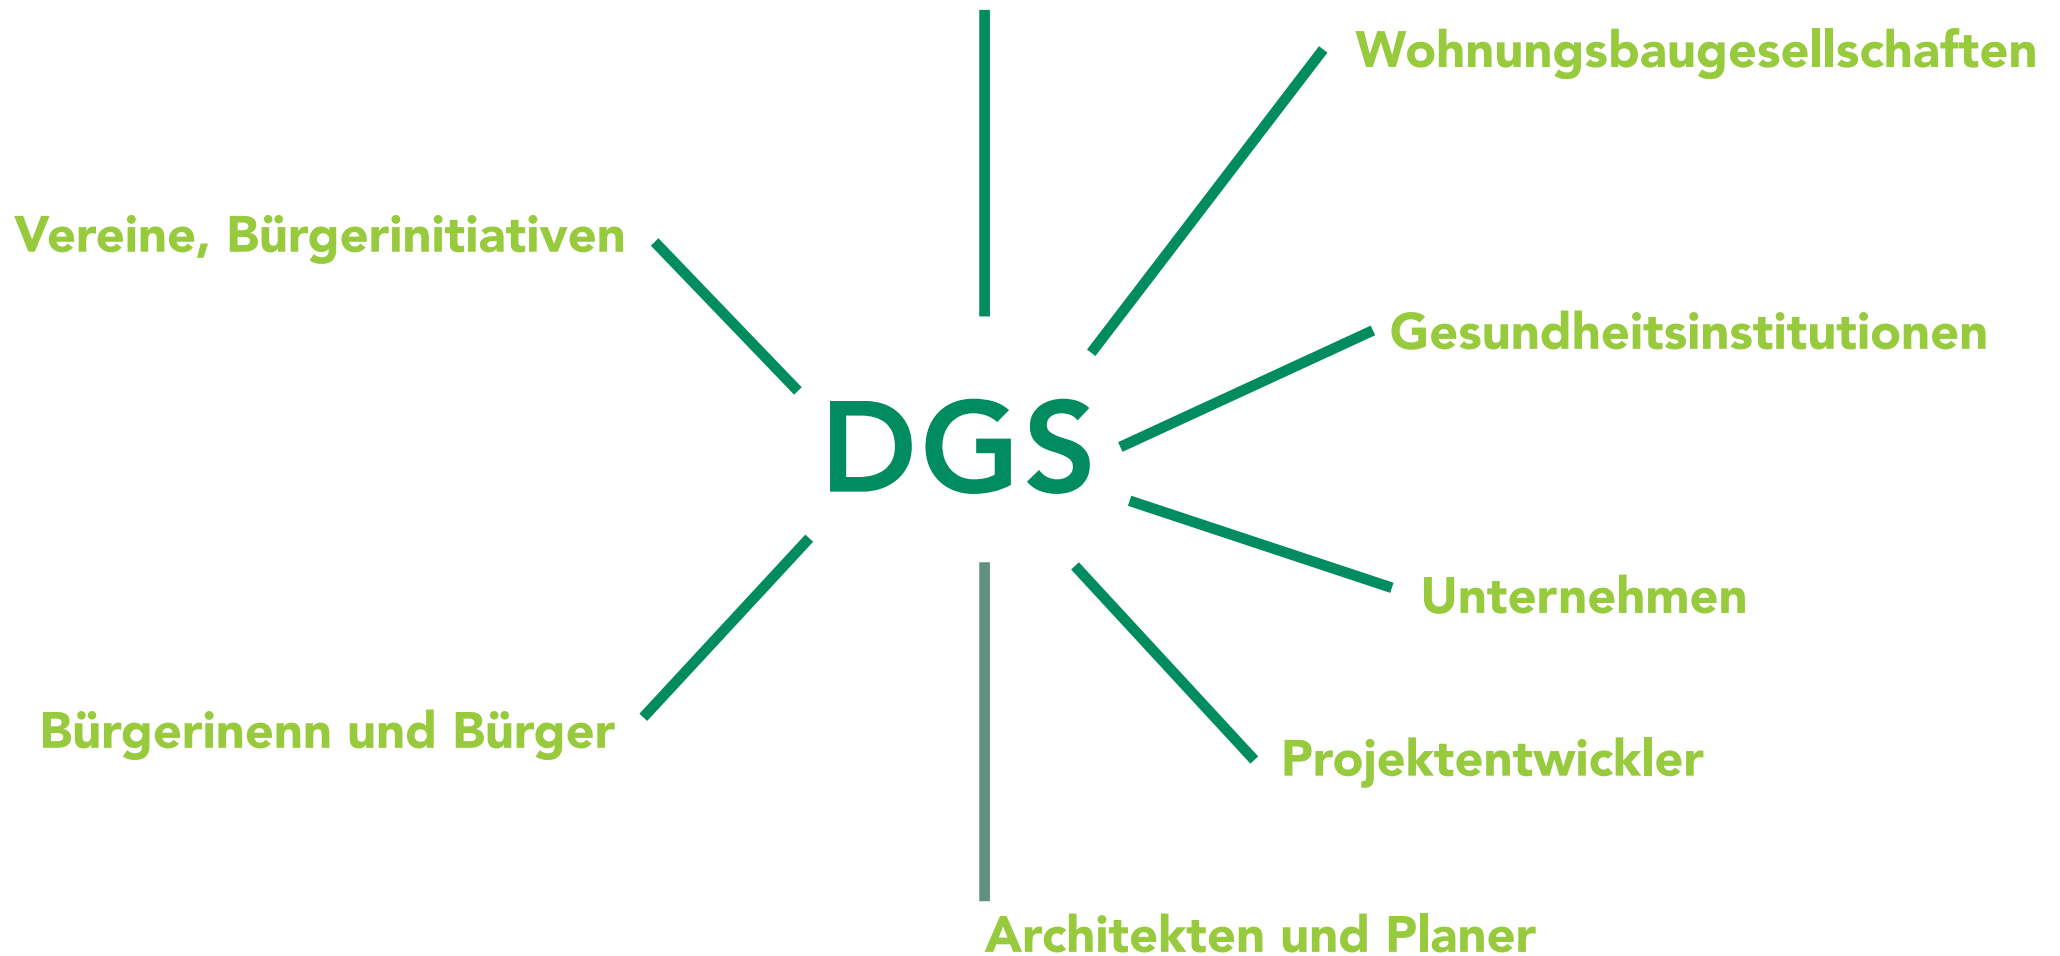 Wohnungsbaugesellschaften
Vereine, Bürgerinitiativen
Gesundheitsinstitutionen
DGS
Unternehmen
Bürgerinenn und Bürger
Projektentwickler
Architekten und Planer